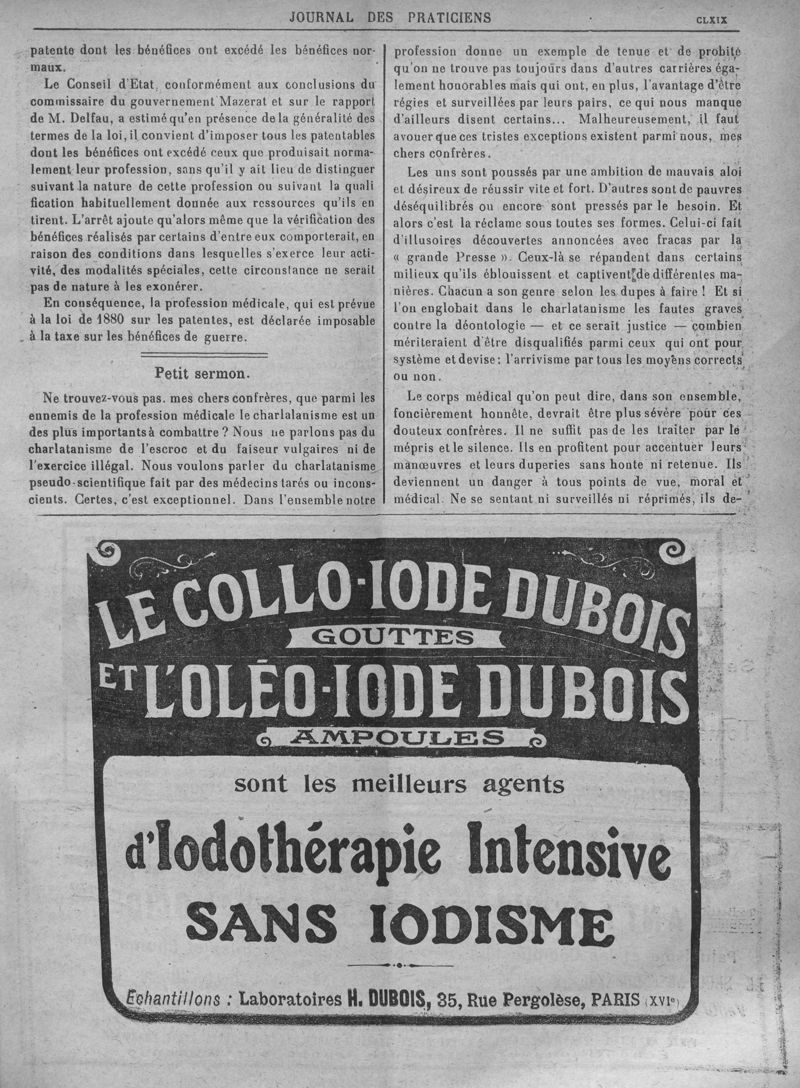 JOURNAL DES PRATICIENS
CLXIX
patente dont les bénéfices ont excédé les bénéfices nor-
maux.
Le Conseil d'Etat, conformément aux conclusions du
commissaire du gouvernement Mazerat et sur le rapport
de M. Delfau, a estimé qu'en présence de la généralité des
termes de la loi, il convient d'imposer tous les patentables
dont les bénéfices ont excédé ceux que produisait norma-
lement leur profession, sans qu'il y ait lieu de distinguer
suivant la nature de cette profession ou suivant la quali
fication habituellement donnée aux ressources qu'ils en
tirent. L'arrêt ajoute qu'alors même que la vérification des
bénéfices réalisés par certains d'entre eux comporterait, en
raison des conditions dans lesquelles s'exerce leur acti-
vité, des modalités spéciales, cette circonstance ne serait
pas de nature à les exonérer.
En conséquence, la profession médicale, qui est prévue
à la loi de 1880 sur les patentes, est déclarée imposable
à la taxe sur les bénéfices de guerre.
Petit sermon.
Ne trouvez-vous pas. mes chers confrères, que parmi les
ennemis de la profession médicale le charlatanisme est un
des plus importants à combattre ? Nous ne parlons pas du
charlatanisme de l'escroc et du faiseur vulgaires ni de
l'exercice illégal. Nous voulons parler du charlatanisme
pseudo-scientifique fait par des médecins tarés ou incons-
cients. Certes, c'est exceptionnel. Dans l'ensemble notre
profession donne un exemple de tenue et de probité
qu'on ne trouve pas toujours dans d'autres carrières éga-
lement honorables mais qui ont, en plus, l'avantage d'être
régies et surveillées par leurs pairs, ce qui nous manque
d'ailleurs disent certains... Malheureusement, il faut
avouer que ces tristes exceptions existent parmi nous, mes
chers confrères.
Les uns sont poussés par une ambition de mauvais aloi
et désireux de réussir vite et fort. D'autres sont de pauvres
déséquilibrés ou encore sont pressés par le besoin. Et
alors c'est la réclame sous toutes ses formes. Celui-ci fait
d'illusoires découvertes annoncées avec fracas par la
« grande Presse ». Ceux-là se répandent dans certains
milieux qu'ils éblouissent et captivent de différentes ma-
nières. Chacun a son genre selon les dupes à faire ! Et si
l'on englobait dans le charlatanisme les fautes graves
contre la déontologie — et ce serait justice — combien
mériteraient d'être disqualifiés parmi ceux qui ont pour
système et devise : l'arrivisme par tous les moyens corrects
ou non.
Le corps médical qu'on peut dire, dans son ensemble,
foncièrement honnête, devrait être plus sévère pour ces
douteux confrères. Il ne suffit pas de les traîter par le
mépris et le silence. Ils en profitent pour accentuer leurs
manœuvres et leurs duperies sans honte ni retenue. Ils
deviennent un danger à tous points de vue, moral et
médical. Ne se sentant ni surveillés ni réprimés, ils de-
LE COLLO-IODE DUBOIS
GOUTTES
ET L'OLÉO-IODE DUBOIS
AMPOULES
sont les meilleurs agents
d'Iodothérapie Intensive
SANS IODISME
Echantillons : Laboratoires H. DUBOIS, 35, Rue Pergolèse, PARIS (XVIe)